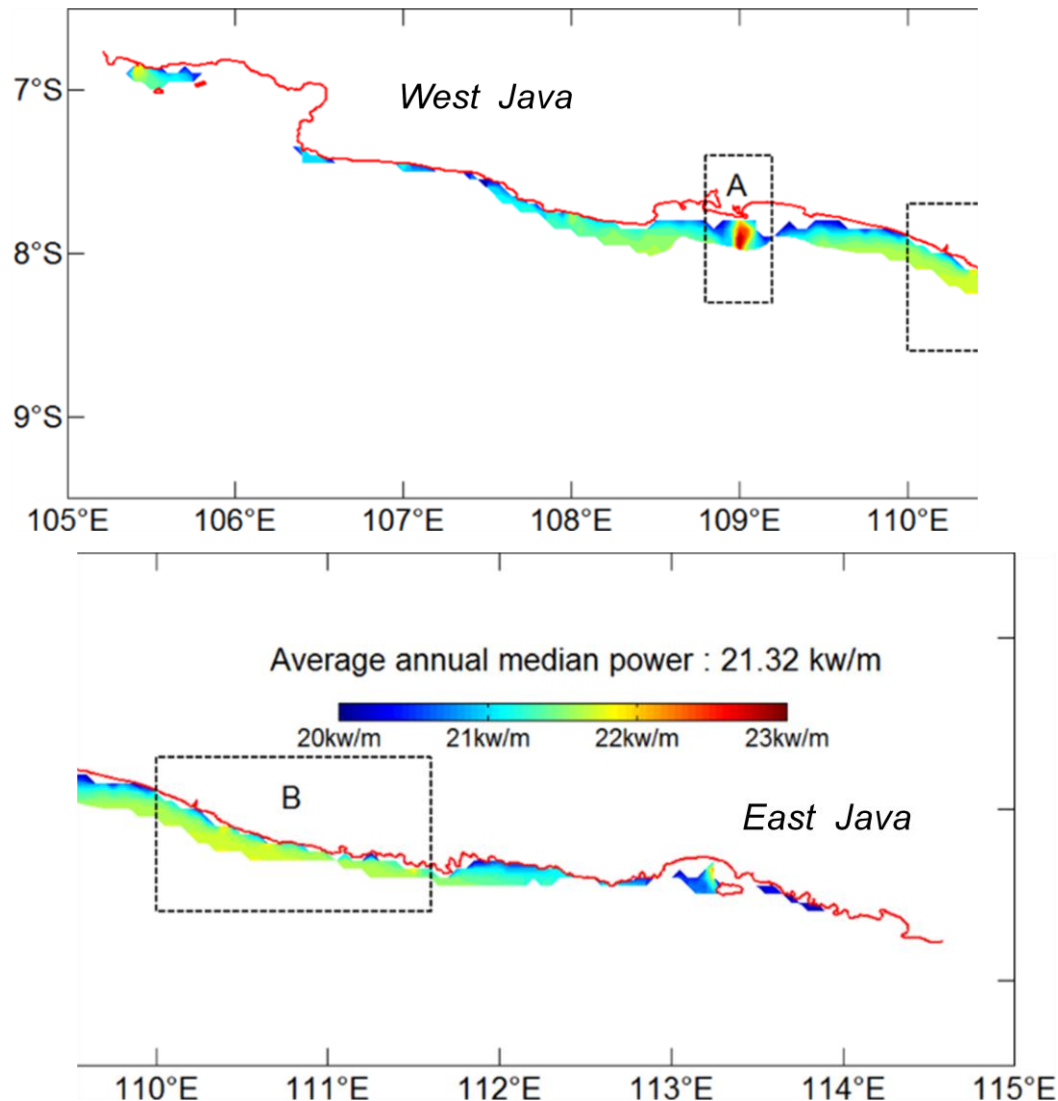 West Java
7°S
A
8°S
9°S
105°E 106°E 107°E 108°E 109°E 110°E
Average annual median power : 21.32 kw/m
20kw/m 21kw/m 22kw/m 23kw/m
B
East Java
110°E 111°E 112°E 113°E 114°E 115°E